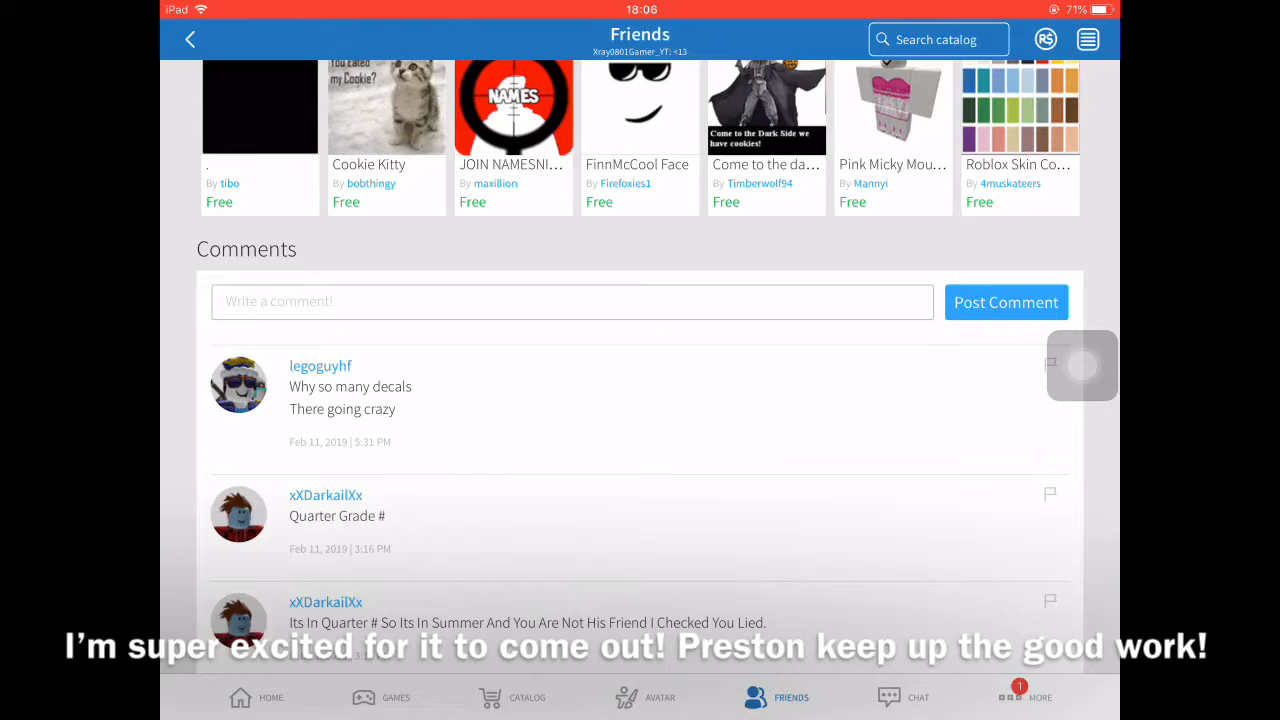 iPad 18:06 71%
Friends
Xray0801Gamer_YT: <13
Search catalog
R$
You eated
my Cookie?
NAMES
Come to the Dark Side we
have cookies!
. Cookie Kitty JOIN NAMESNI... FinnMcCool Face Come to the da... Pink Micky Mou... Roblox Skin Co...
By tibo By bobthingy By maxillion By Firefoxies1 By Timberwolf94 By Mannyi By 4muskateers
Free Free Free Free Free Free Free
Comments
Write a comment! Post Comment
legoguyhf
Why so many decals
There going crazy
Feb 11, 2019 | 5:31 PM
xXDarkailXx
Quarter Grade #
Feb 11, 2019 | 3:16 PM
xXDarkailXx
Its In Quarter # So Its In Summer And You Are Not His Friend I Checked You Lied.
I'm super excited for it to come out! Preston keep up the good work!
HOME GAMES CATALOG AVATAR FRIENDS CHAT 1 MORE